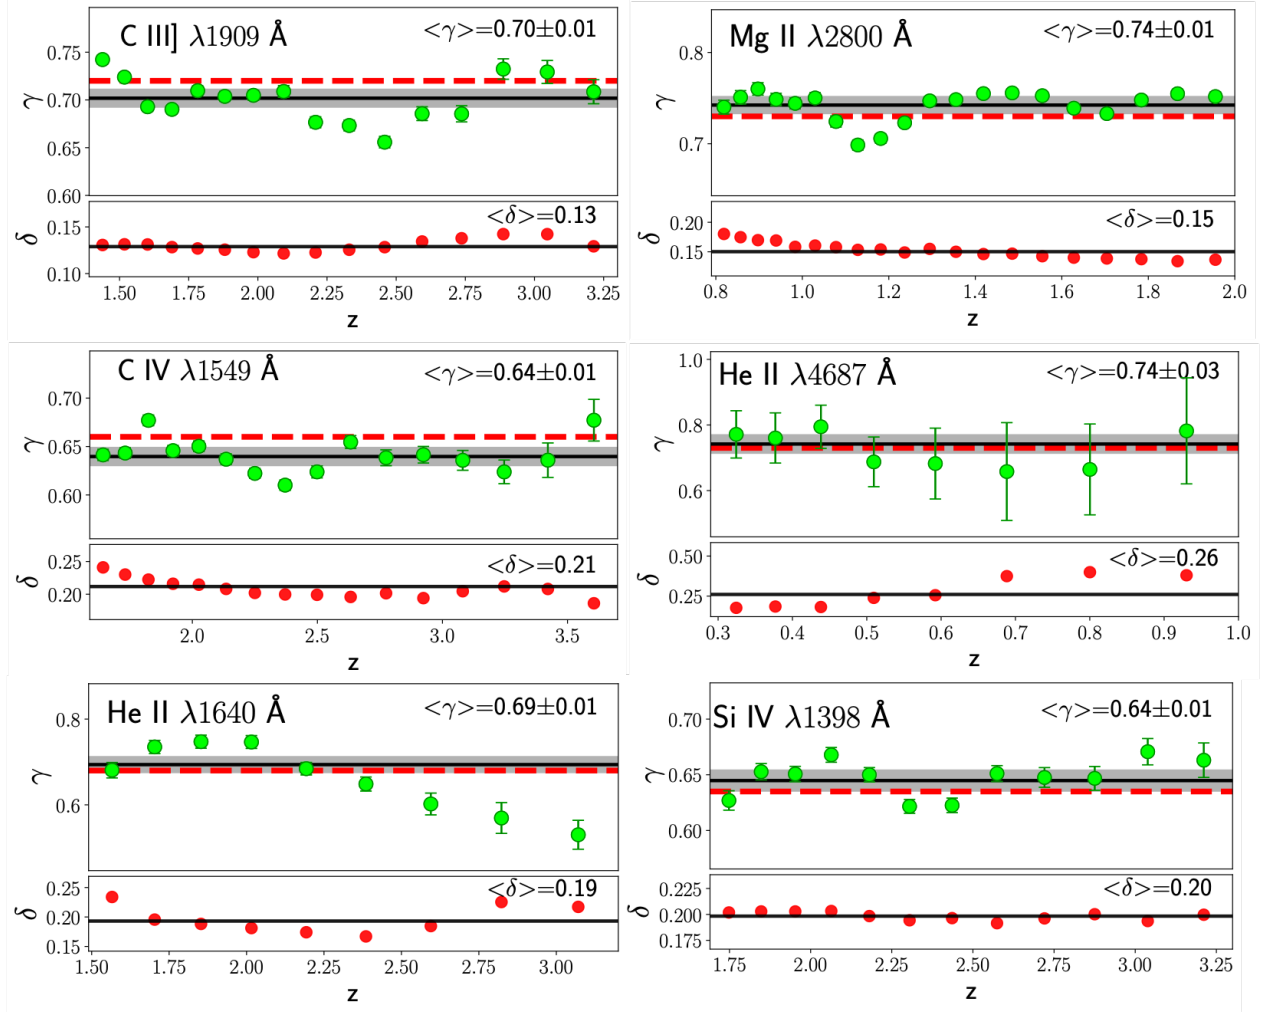 C III] λ1909 Å
<γ>=0.70±0.01
0.75
0.70
0.65
0.60
γ
<δ>=0.13
0.15
0.10
δ
1.50 1.75 2.00 2.25 2.50 2.75 3.00 3.25
z
Mg II λ2800 Å
<γ>=0.74±0.01
0.8
0.7
γ
<δ>=0.15
0.20
0.15
δ
0.8 1.0 1.2 1.4 1.6 1.8 2.0
z
C IV λ1549 Å
<γ>=0.64±0.01
0.70
0.65
0.60
γ
<δ>=0.21
0.25
0.20
δ
2.0 2.5 3.0 3.5
z
He II λ4687 Å
<γ>=0.74±0.03
1.0
0.8
0.6
γ
<δ>=0.26
0.50
0.25
δ
0.3 0.4 0.5 0.6 0.7 0.8 0.9 1.0
z
He II λ1640 Å
<γ>=0.69±0.01
0.8
0.6
γ
<δ>=0.19
0.25
0.20
0.15
δ
1.50 1.75 2.00 2.25 2.50 2.75 3.00
z
Si IV λ1398 Å
<γ>=0.64±0.01
0.70
0.65
0.60
γ
<δ>=0.20
0.225
0.200
0.175
δ
1.75 2.00 2.25 2.50 2.75 3.00 3.25
z